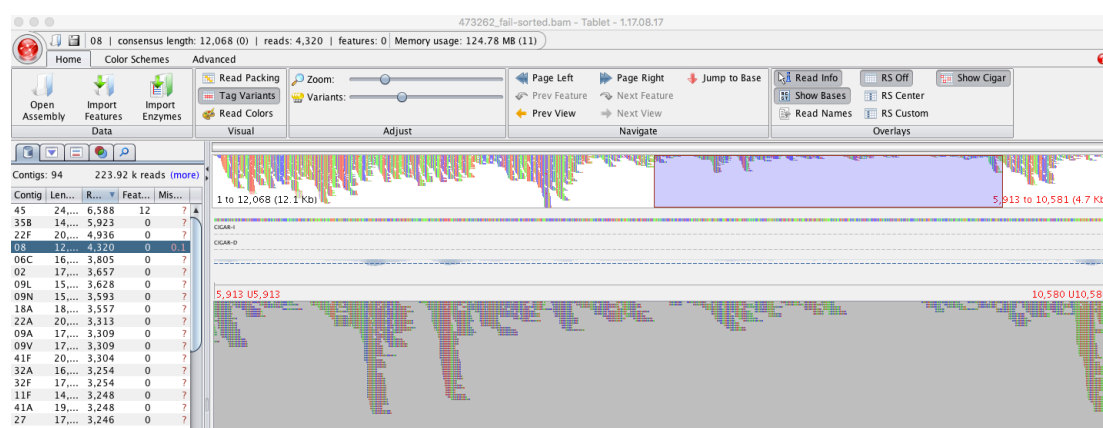 473262_fail-sorted.bam - Tablet - 1.17.08.17
08 | consensus length: 12,068 (0) | reads: 4,320 | features: 0 Memory usage: 124.78 MB (11)
Home Color Schemes Advanced
Open Assembly
Import Features
Import Enzymes
Data
Read Packing
Tag Variants
Read Colors
Visual
Zoom:
Variants:
Adjust
Page Left Page Right Jump to Base
Prev Feature Next Feature
Prev View Next View
Navigate
Read Info RS Off Show Cigar
Show Bases RS Center
Read Names RS Custom
Overlays
Contigs: 94 223.92 k reads (more)
Contig Len... R... Feat... Mis...
45 24,... 6,588 12 ?
35B 14,... 5,923 0 ?
22F 20,... 4,936 0 ?
08 12,... 4,320 0 0.1
06C 16,... 3,805 0 ?
02 17,... 3,657 0 ?
09L 15,... 3,628 0 ?
09N 15,... 3,593 0 ?
18A 18,... 3,557 0 ?
22A 20,... 3,313 0 ?
09A 17,... 3,309 0 ?
09V 17,... 3,309 0 ?
41F 20,... 3,304 0 ?
32A 16,... 3,254 0 ?
32F 17,... 3,254 0 ?
11F 14,... 3,248 0 ?
41A 19,... 3,248 0 ?
27 17,... 3,246 0 ?
1 to 12,068 (12.1 Kb)
5,913 to 10,581 (4.7 Kb
CIGAR-I
CIGAR-D
5,913 U5,913
10,580 U10,58